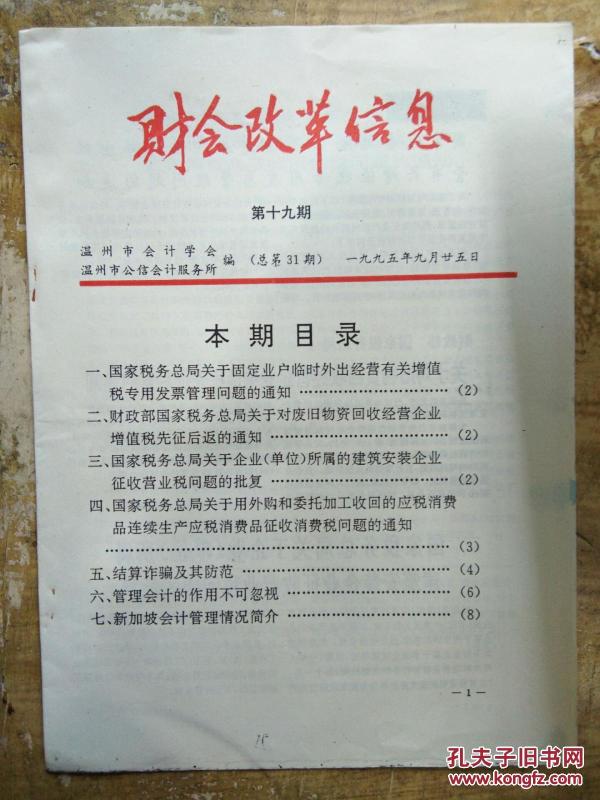 财会改革信息
第十九期
温州市会计学会
温州市公信会计服务所
编 (总第31期) 一九九五年九月廿五日
本期目录
一、国家税务总局关于固定业户临时外出经营有关增值
税专用发票管理问题的通知 ……………………………… (2)
二、财政部国家税务总局关于对废旧物资回收经营企业
增值税先征后返的通知 ……………………………… (2)
三、国家税务总局关于企业(单位)所属的建筑安装企业
征收营业税问题的批复 ……………………………… (2)
四、国家税务总局关于用外购和委托加工收回的应税消费
品连续生产应税消费品征收消费税问题的通知
……………………………………………………………… (3)
五、结算诈骗及其防范 ……………………………… (4)
六、管理会计的作用不可忽视 ……………………………… (6)
七、新加坡会计管理情况简介 ……………………………… (8)
— 1 —
孔夫子旧书网
www.kongfz.com